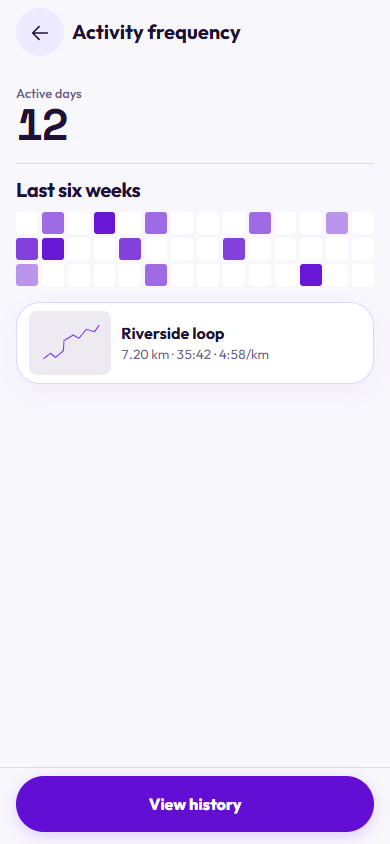 Activity frequency
Active days
12
Last six weeks
Riverside loop
7.20 km · 35:42 · 4:58/km
View history